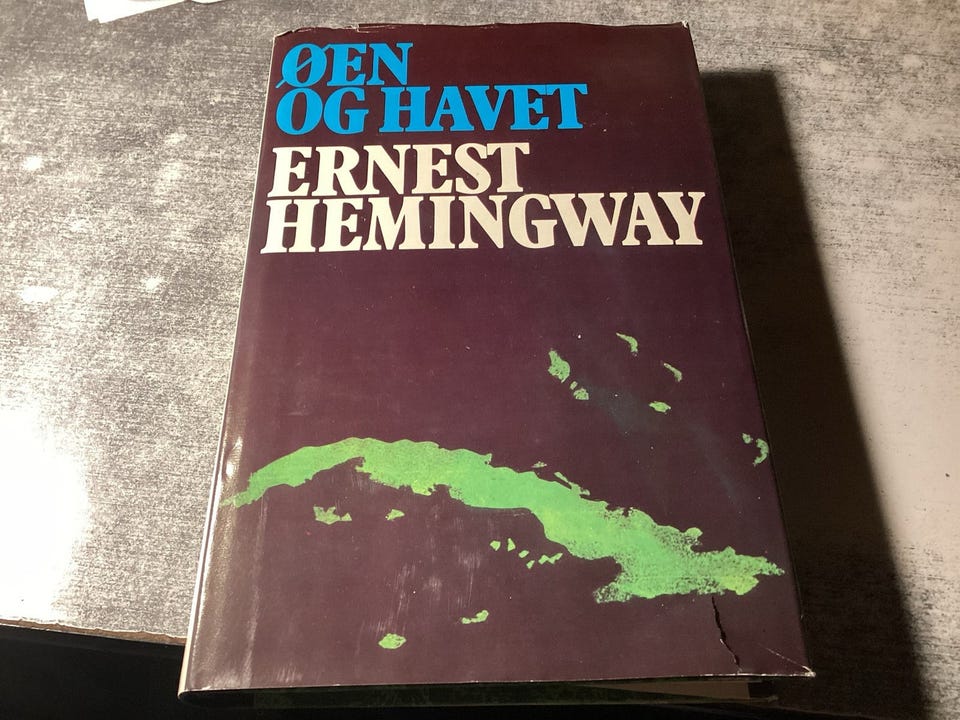 ØEN
OG HAVET
ERNEST
HEMINGWAY